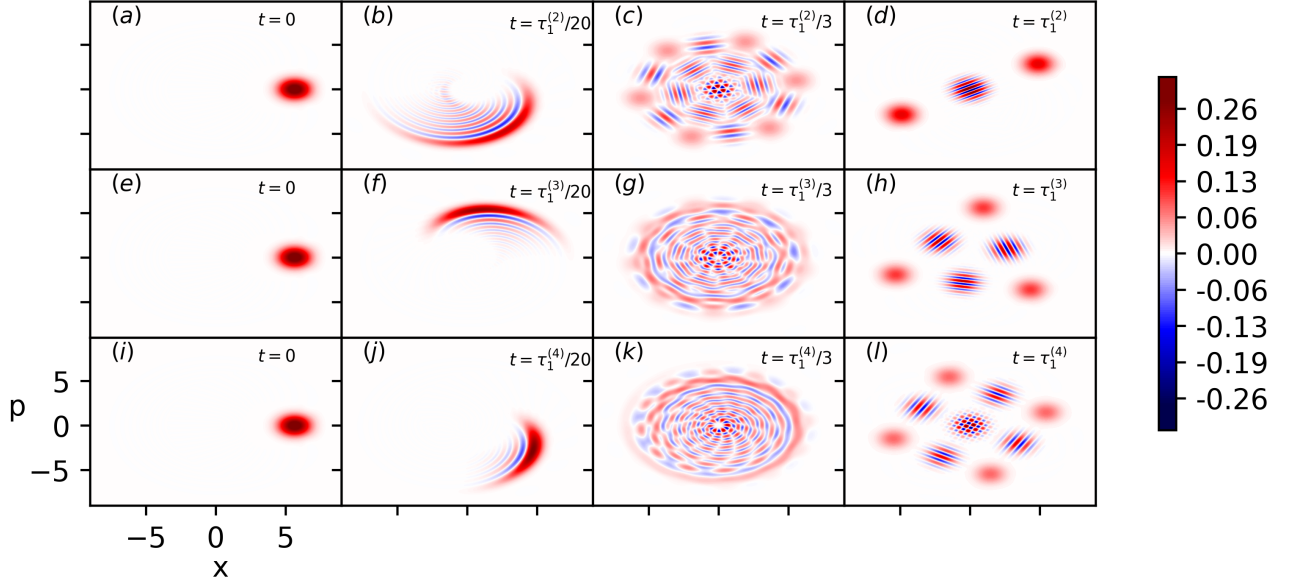 (a) t = 0
(b) t = τ₁⁽²⁾/20
(c) t = τ₁⁽²⁾/3
(d) t = τ₁⁽²⁾
(e) t = 0
(f) t = τ₁⁽³⁾/20
(g) t = τ₁⁽³⁾/3
(h) t = τ₁⁽³⁾
(i) t = 0
(j) t = τ₁⁽⁴⁾/20
(k) t = τ₁⁽⁴⁾/3
(l) t = τ₁⁽⁴⁾
5
0
−5
p
−5 0 5
x
0.26
0.19
0.13
0.06
0.00
-0.06
-0.13
-0.19
-0.26